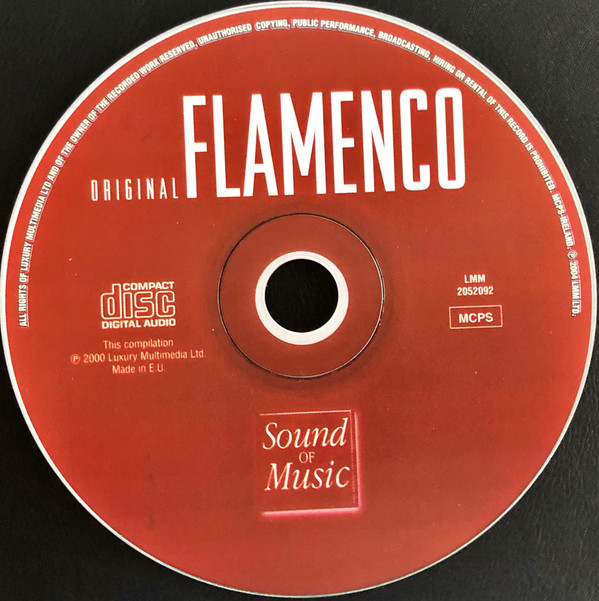 ALL RIGHTS OF LUXURY MULTIMEDIA LTD AND OF THE OWNER OF THE RECORDED WORK RESERVED, UNAUTHORISED COPYING, PUBLIC PERFORMANCE, BROADCASTING, HIRING OR RENTAL OF THIS RECORD IS PROHIBITED. MCPS-IRELAND. ℗ 2004 LMM LTD.
ORIGINAL FLAMENCO
COMPACT
disc
DIGITAL AUDIO
This compilation
℗ 2000 Luxury Multimedia Ltd.
Made in E.U.
LMM
2052092
MCPS
Sound
OF
Music